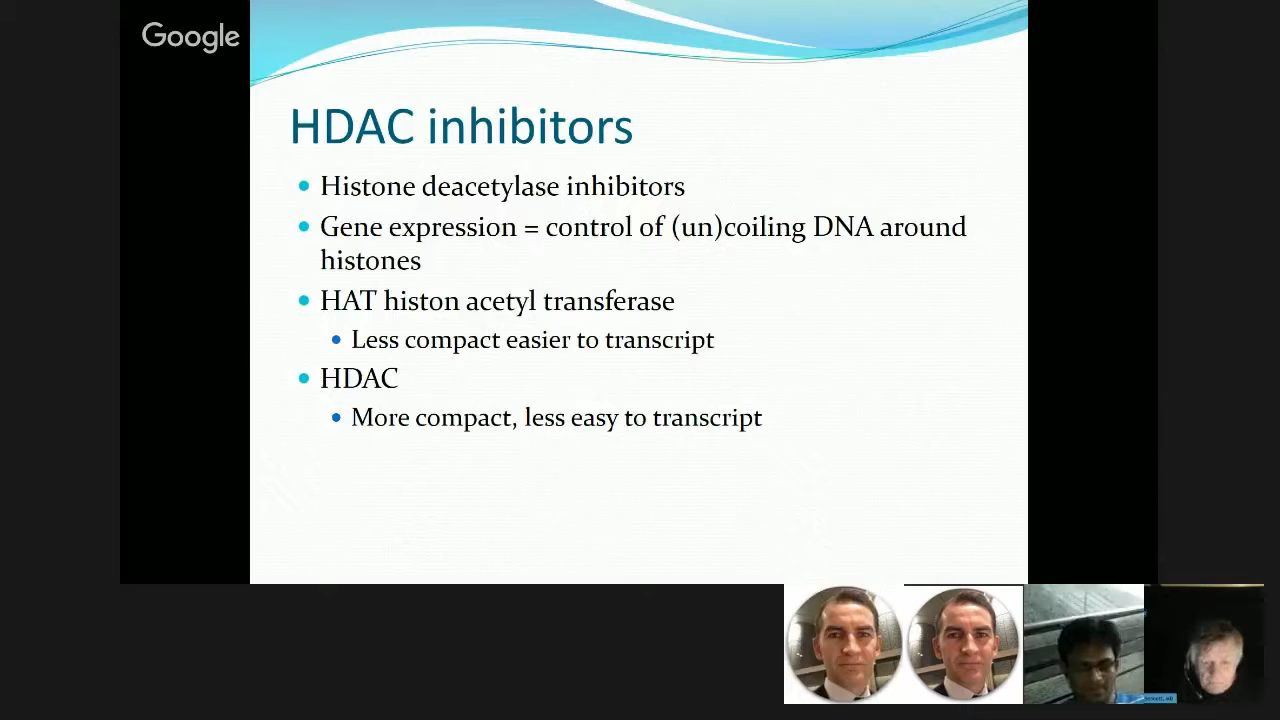 Google
HDAC inhibitors
Histone deacetylase inhibitors
Gene expression = control of (un)coiling DNA around
histones
HAT histon acetyl transferase
Less compact easier to transcript
HDAC
More compact, less easy to transcript